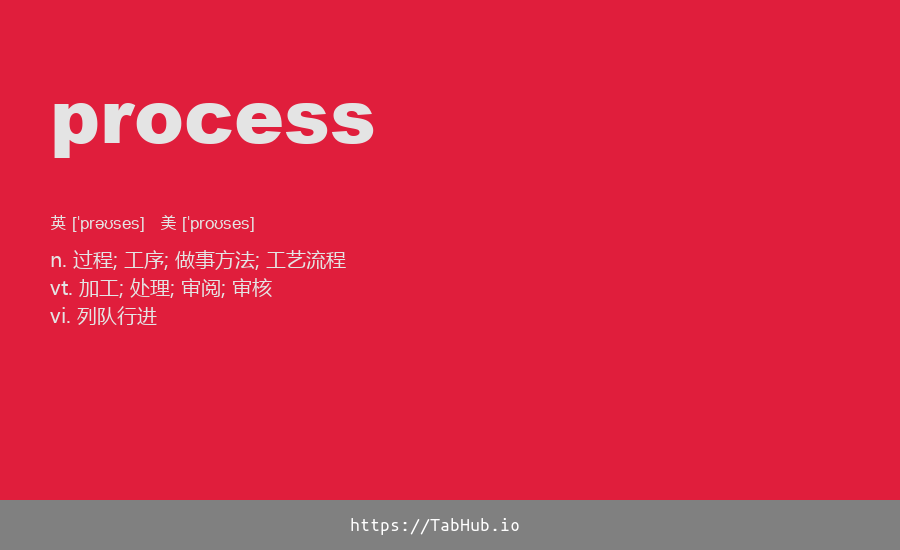 process
英 [ˈprəʊses] 美 [ˈproʊses]
n. 过程; 工序; 做事方法; 工艺流程
vt. 加工; 处理; 审阅; 审核
vi. 列队行进
https://TabHub.io